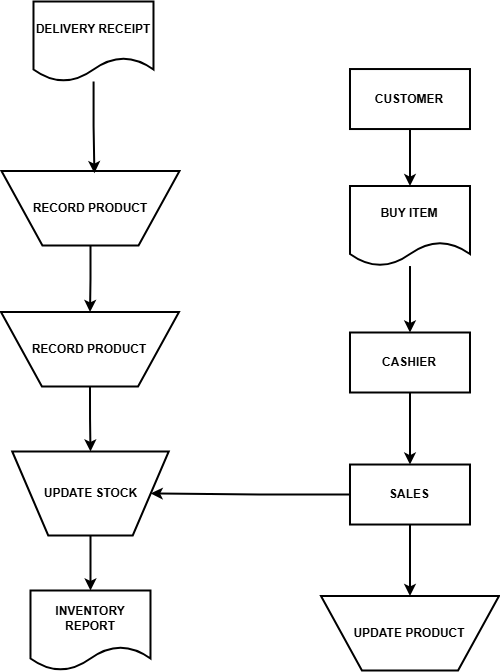 DELIVERY RECEIPT
RECORD PRODUCT
RECORD PRODUCT
UPDATE STOCK
INVENTORY
REPORT
CUSTOMER
BUY ITEM
CASHIER
SALES
UPDATE PRODUCT